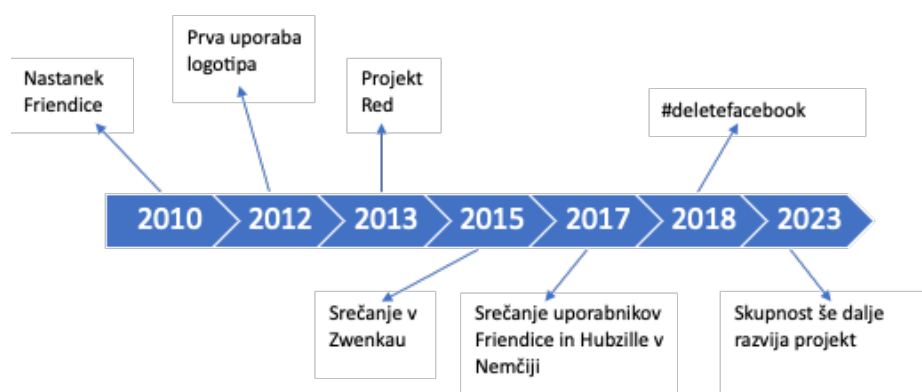 Prva uporaba
logotipa
Nastanek
Friendice
Projekt
Red
#deletefacebook
2010
2012
2013
2015
2017
2018
2023
Srečanje v
Zwenkau
Srečanje uporabnikov
Friendice in Hubzille v
Nemčiji
Skupnost še dalje
razvija projekt